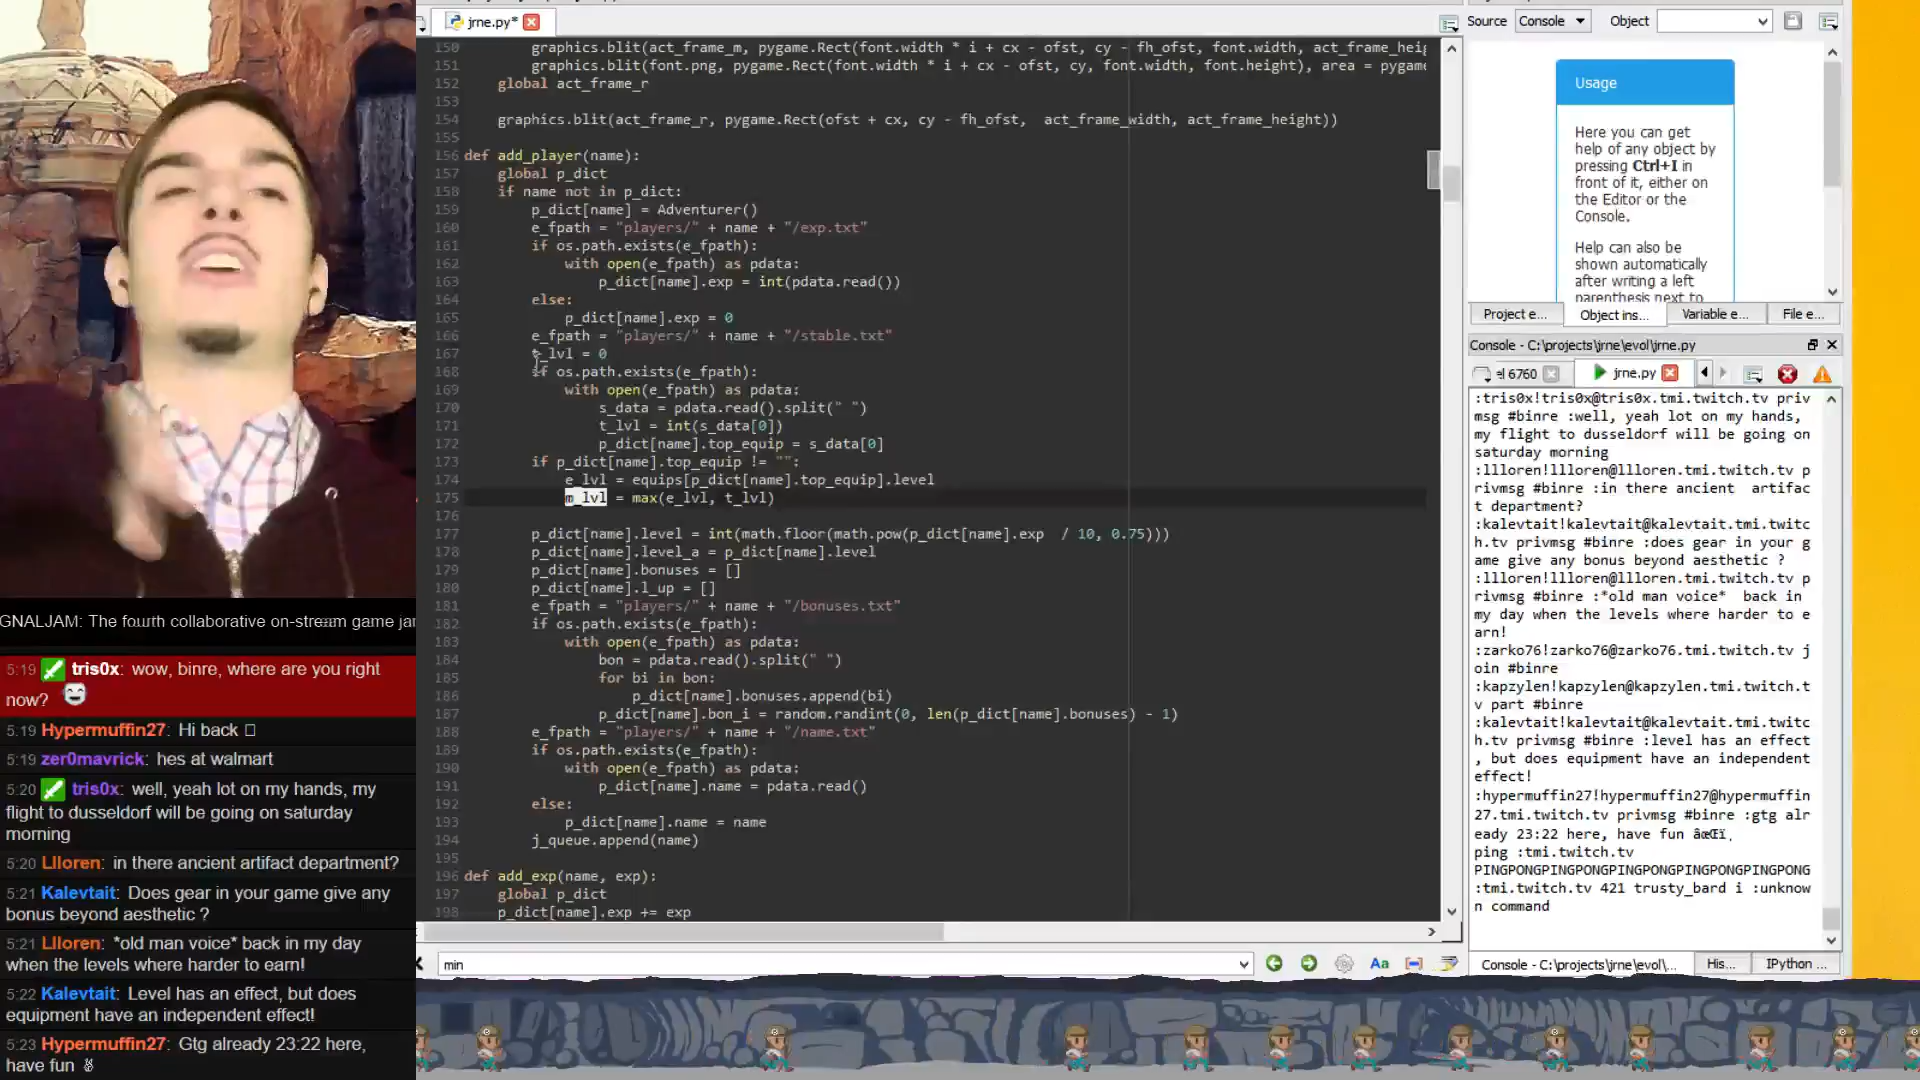 jrne.py*
150 graphics.blit(act_frame_m, pygame.Rect(font.width * i + cx - ofst, cy - fh_ofst, font.width, act_frame_heig
151 graphics.blit(font.png, pygame.Rect(font.width * i + cx - ofst, cy, font.width, font.height), area = pygame
152 global act_frame_r
153
154 graphics.blit(act_frame_r, pygame.Rect(ofst + cx, cy - fh_ofst, act_frame_width, act_frame_height))
155
156 def add_player(name):
157 global p_dict
158 if name not in p_dict:
159 p_dict[name] = Adventurer()
160 e_fpath = "players/" + name + "/exp.txt"
161 if os.path.exists(e_fpath):
162 with open(e_fpath) as pdata:
163 p_dict[name].exp = int(pdata.read())
164 else:
165 p_dict[name].exp = 0
166 e_fpath = "players/" + name + "/stable.txt"
167 t_lvl = 0
168 if os.path.exists(e_fpath):
169 with open(e_fpath) as pdata:
170 s_data = pdata.read().split(" ")
171 t_lvl = int(s_data[0])
172 p_dict[name].top_equip = s_data[0]
173 if p_dict[name].top_equip != "":
174 e_lvl = equips[p_dict[name].top_equip].level
175 m_lvl = max(e_lvl, t_lvl)
176
177 p_dict[name].level = int(math.floor(math.pow(p_dict[name].exp / 10, 0.75)))
178 p_dict[name].level_a = p_dict[name].level
179 p_dict[name].bonuses = []
180 p_dict[name].l_up = []
181 e_fpath = "players/" + name + "/bonuses.txt"
182 if os.path.exists(e_fpath):
183 with open(e_fpath) as pdata:
184 bon = pdata.read().split(" ")
185 for bi in bon:
186 p_dict[name].bonuses.append(bi)
187 p_dict[name].bon_i = random.randint(0, len(p_dict[name].bonuses) - 1)
188 e_fpath = "players/" + name + "/name.txt"
189 if os.path.exists(e_fpath):
190 with open(e_fpath) as pdata:
191 p_dict[name].name = pdata.read()
192 else:
193 p_dict[name].name = name
194 j_queue.append(name)
195
196 def add_exp(name, exp):
197 global p_dict
198 p_dict[name].exp += exp
min
Aa
Source Console Object
Usage
Here you can get
help of any object by
pressing Ctrl+I in
front of it, either on
the Editor or the
Console.
Help can also be
shown automatically
after writing a left
parenthesis next to
Project e... Object ins... Variable e... File e...
Console - C:\projects\jrne\evol\jrne.py
el 6760 jrne.py
:tris0x!tris0x@tris0x.tmi.twitch.tv priv
msg #binre :well, yeah lot on my hands,
my flight to dusseldorf will be going on
saturday morning
:llloren!llloren@llloren.tmi.twitch.tv p
rivmsg #binre :in there ancient artifac
t department?
:kalevtait!kalevtait@kalevtait.tmi.twitc
h.tv privmsg #binre :does gear in your g
ame give any bonus beyond aesthetic ?
:llloren!llloren@llloren.tmi.twitch.tv p
rivmsg #binre :*old man voice* back in
my day when the levels where harder to e
arn!
:zarko76!zarko76@zarko76.tmi.twitch.tv j
oin #binre
:kapzylen!kapzylen@kapzylen.tmi.twitch.t
v part #binre
:kalevtait!kalevtait@kalevtait.tmi.twitc
h.tv privmsg #binre :level has an effect
, but does equipment have an independent
effect!
:hypermuffin27!hypermuffin27@hypermuffin
27.tmi.twitch.tv privmsg #binre :gtg alr
eady 23:22 here, have fun âœŒï¸
ping :tmi.twitch.tv
PINGPONGPINGPONGPINGPONGPINGPONGPINGPONG
:tmi.twitch.tv 421 trusty_bard i :unknow
n command
Console - C:\projects\jrne\evol\... His... IPython ...
GNALJAM: The fourth collaborative on-stream game jar
5:19 tris0x: wow, binre, where are you right
now?
5:19 Hypermuffin27: Hi back
5:19 zer0mavrick: hes at walmart
5:20 tris0x: well, yeah lot on my hands, my
flight to dusseldorf will be going on saturday
morning
5:20 Llloren: in there ancient artifact department?
5:21 Kalevtait: Does gear in your game give any
bonus beyond aesthetic ?
5:21 Llloren: *old man voice* back in my day
when the levels where harder to earn!
5:22 Kalevtait: Level has an effect, but does
equipment have an independent effect!
5:23 Hypermuffin27: Gtg already 23:22 here,
have fun ✌